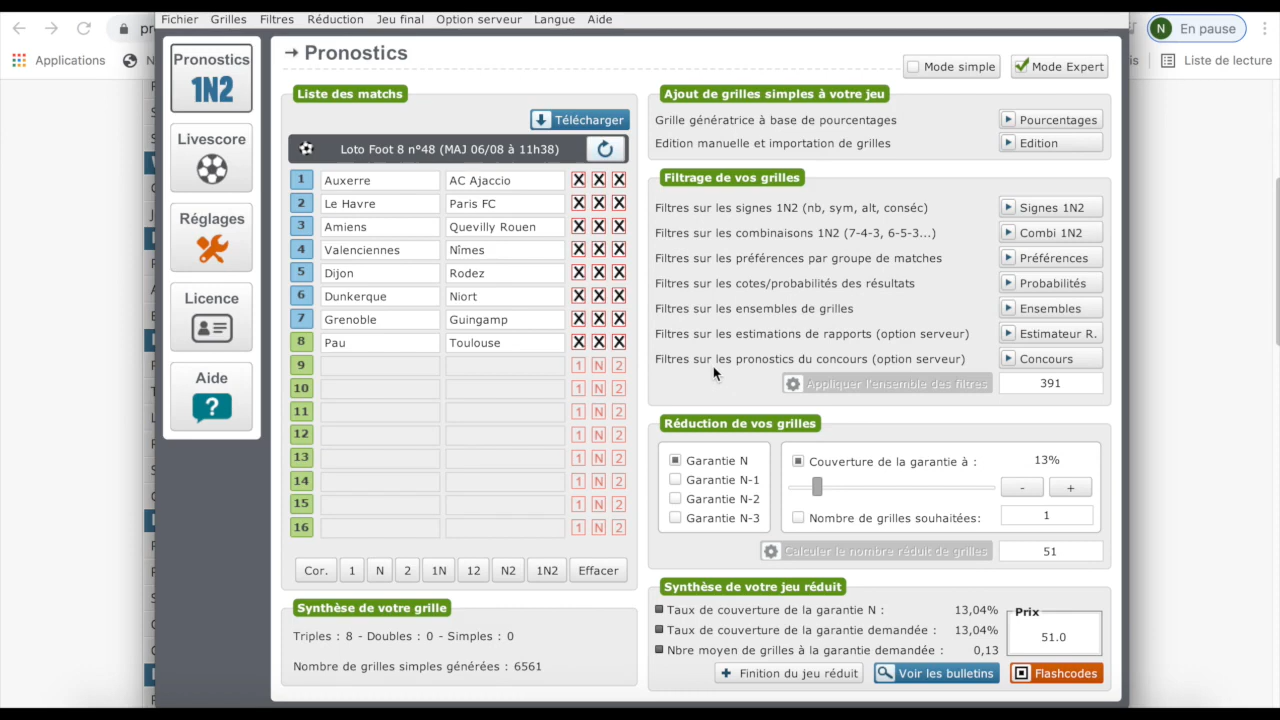 Fichier Grilles Filtres Réduction Jeu final Option serveur Langue Aide
En pause
Applications
Liste de lecture
Pronostics
1N2
Livescore
Réglages
Licence
Aide
→ Pronostics
Mode simple
Mode Expert
Liste des matchs
Télécharger
Loto Foot 8 n°48 (MAJ 06/08 à 11h38)
1 Auxerre AC Ajaccio X X X
2 Le Havre Paris FC X X X
3 Amiens Quevilly Rouen X X X
4 Valenciennes Nîmes X X X
5 Dijon Rodez X X X
6 Dunkerque Niort X X X
7 Grenoble Guingamp X X X
8 Pau Toulouse X X X
9 1 N 2
10 1 N 2
11 1 N 2
12 1 N 2
13 1 N 2
14 1 N 2
15 1 N 2
16 1 N 2
Cor. 1 N 2 1N 12 N2 1N2 Effacer
Synthèse de votre grille
Triples : 8 - Doubles : 0 - Simples : 0
Nombre de grilles simples générées : 6561
Ajout de grilles simples à votre jeu
Grille génératrice à base de pourcentages Pourcentages
Edition manuelle et importation de grilles Edition
Filtrage de vos grilles
Filtres sur les signes 1N2 (nb, sym, alt, conséc) Signes 1N2
Filtres sur les combinaisons 1N2 (7-4-3, 6-5-3...) Combi 1N2
Filtres sur les préférences par groupe de matches Préférences
Filtres sur les cotes/probabilités des résultats Probabilités
Filtres sur les ensembles de grilles Ensembles
Filtres sur les estimations de rapports (option serveur) Estimateur R.
Filtres sur les pronostics du concours (option serveur) Concours
Appliquer l'ensemble des filtres 391
Réduction de vos grilles
Garantie N
Garantie N-1
Garantie N-2
Garantie N-3
Couverture de la garantie à : 13%
- +
Nombre de grilles souhaitées: 1
Calculer le nombre réduit de grilles 51
Synthèse de votre jeu réduit
Taux de couverture de la garantie N : 13,04%
Taux de couverture de la garantie demandée : 13,04%
Nbre moyen de grilles à la garantie demandée : 0,13
Prix
51.0
+ Finition du jeu réduit
Voir les bulletins
Flashcodes